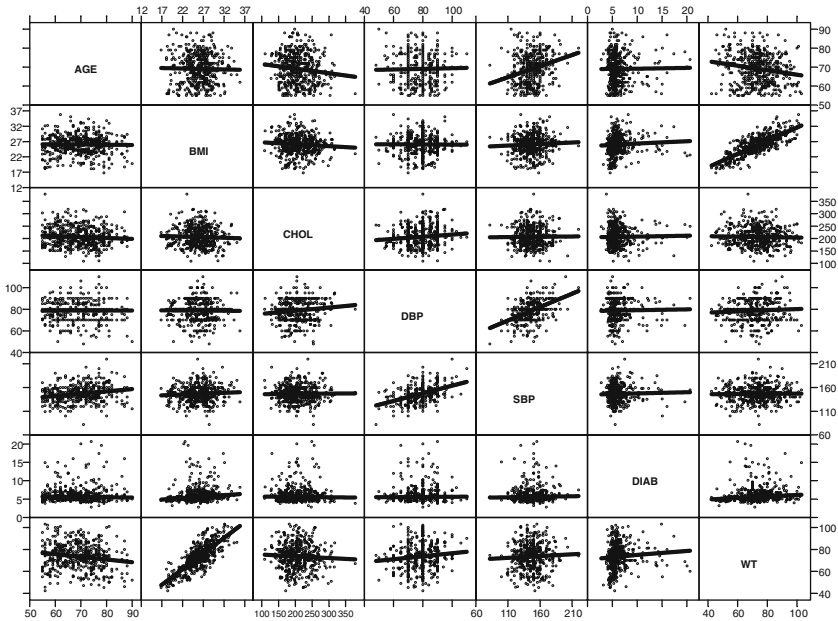 12 17 22 27 32 37 40 60 80 100 0 5 10 15 20
AGE 90 80 70 60 50
37 32 27 22 17 12 BMI
CHOL 350 300 250 200 150 100
100 80 60 40 DBP
SBP 210 160 110 60
20 15 10 5 0 DIAB
WT 100 80 60 40
50 60 70 80 90 100 150 200 250 300 350 60 110 160 210 40 60 80 100